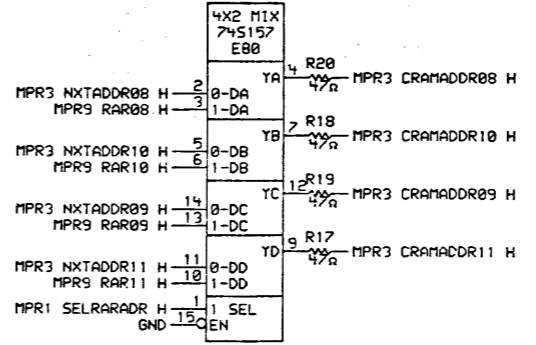 4X2 MIX
74S157
E80
MPR3 NXTADDR08 H 2 0-DA YA 4 R20 47Ω MPR3 CRAMADDR08 H
MPR9 RAR08 H 3 1-DA
MPR3 NXTADDR10 H 5 0-DB YB 7 R18 47Ω MPR3 CRAMADDR10 H
MPR9 RAR10 H 6 1-DB
MPR3 NXTADDR09 H 14 0-DC YC 12 R19 47Ω MPR3 CRAMADDR09 H
MPR9 RAR09 H 13 1-DC
MPR3 NXTADDR11 H 11 0-DD YD 9 R17 47Ω MPR3 CRAMADDR11 H
MPR9 RAR11 H 10 1-DD
MPR1 SELRARADR H 1 1 SEL
GND 15 EN